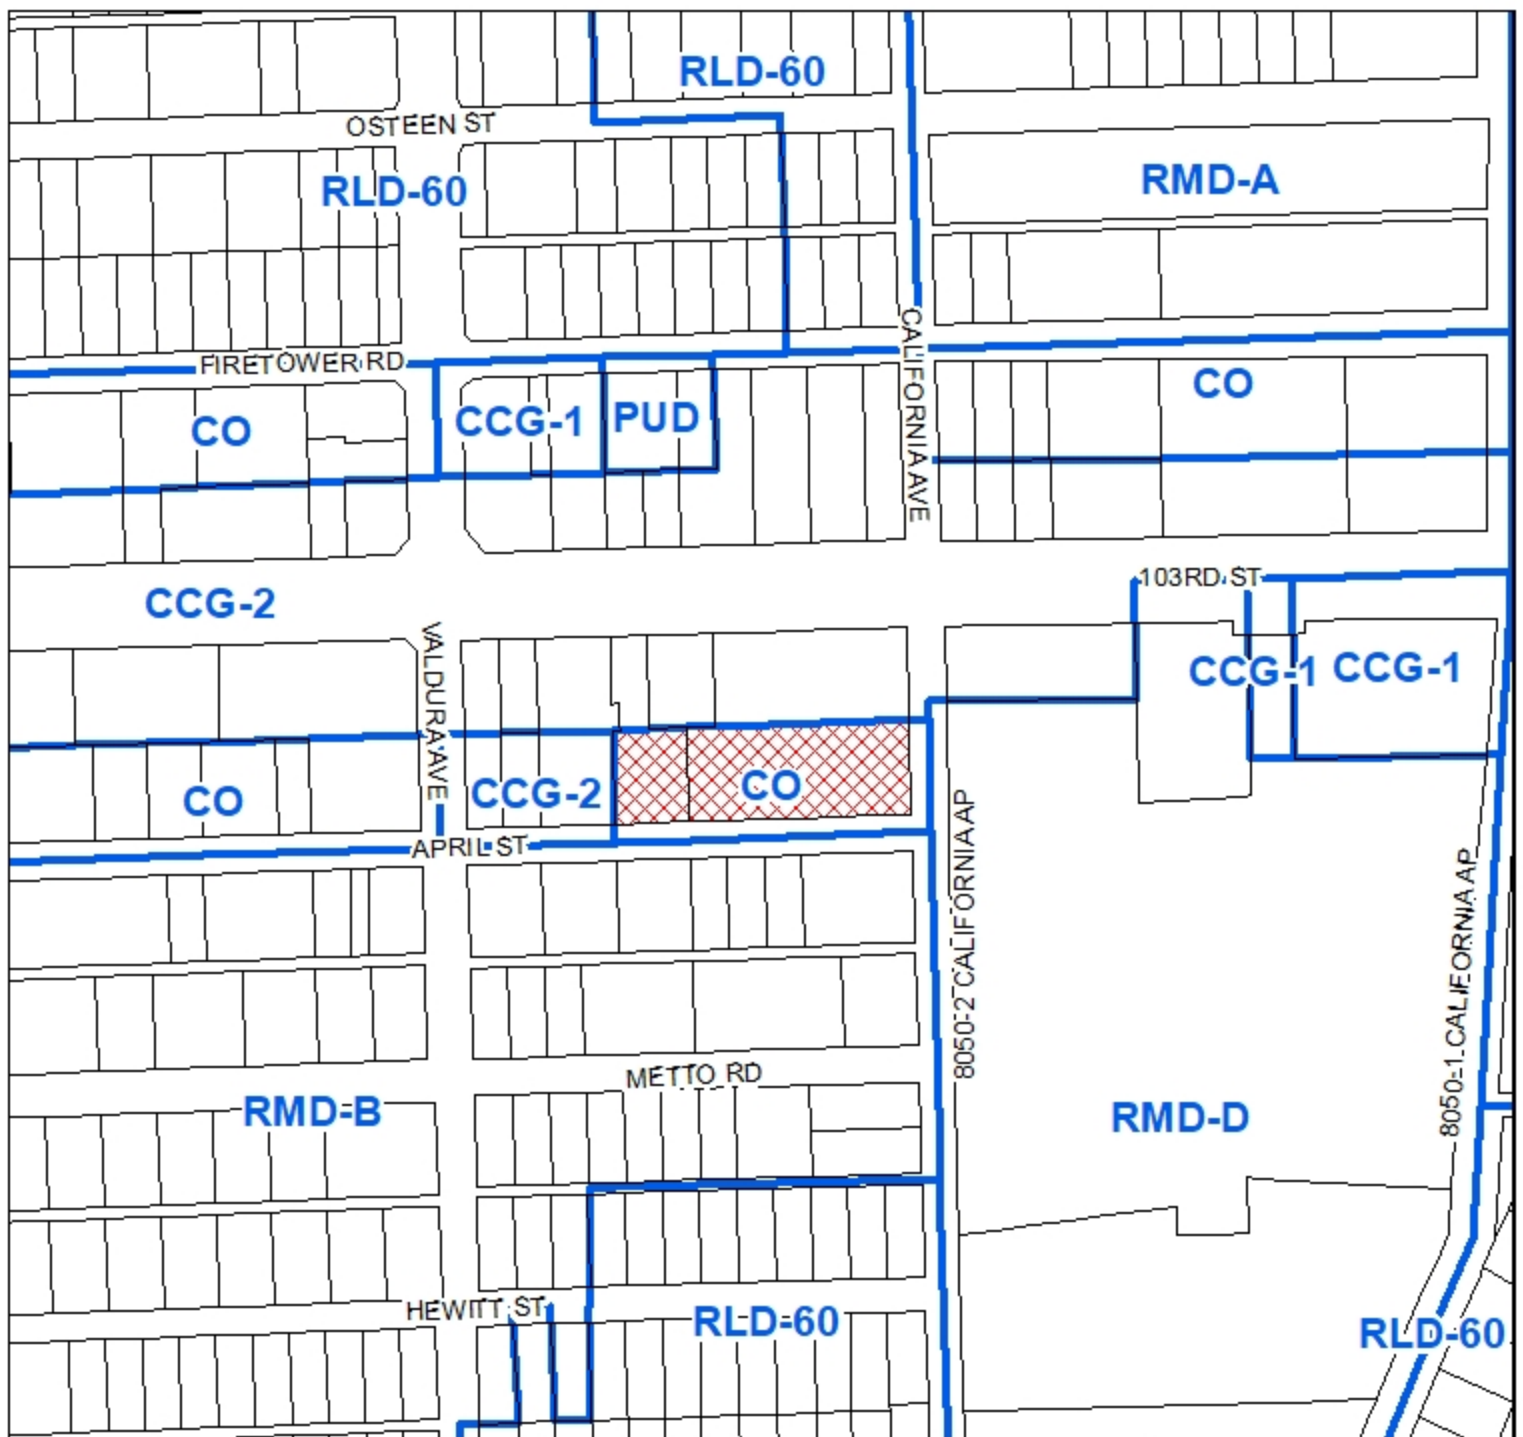 RLD-60
OSTEEN ST
RMD-A
RLD-60
CALIFORNIA AVE
FIRETOWER RD
CO
CO
CCG-1
PUD
103RD ST
CCG-2
VALDURA AVE
CCG-1
CCG-1
CO
CCG-2
CO
APRIL ST
8050-2 CALIFORNIA AP
8050-1 CALIFORNIA AP
METTO RD
RMD-B
RMD-D
HEWITT ST
RLD-60
RLD-60